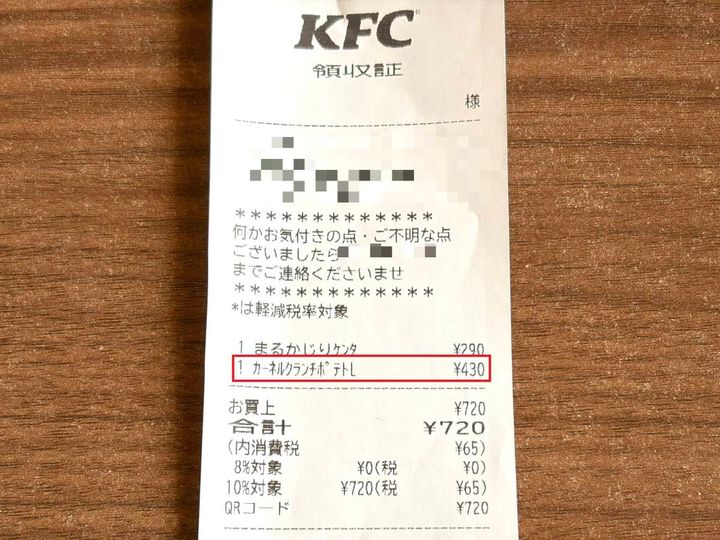 KFC
領収証
様
*************
何かお気付きの点・ご不明な点
ございましたら
までご連絡くださいませ
*************
*は軽減税率対象
1 まるかじりケンタ ¥290
1 カーネルクランチポテトL ¥430
お買上 ¥720
合計 ¥720
(内消費税 ¥65)
8%対象 ¥0(税 ¥0)
10%対象 ¥720(税 ¥65)
QRコード ¥720